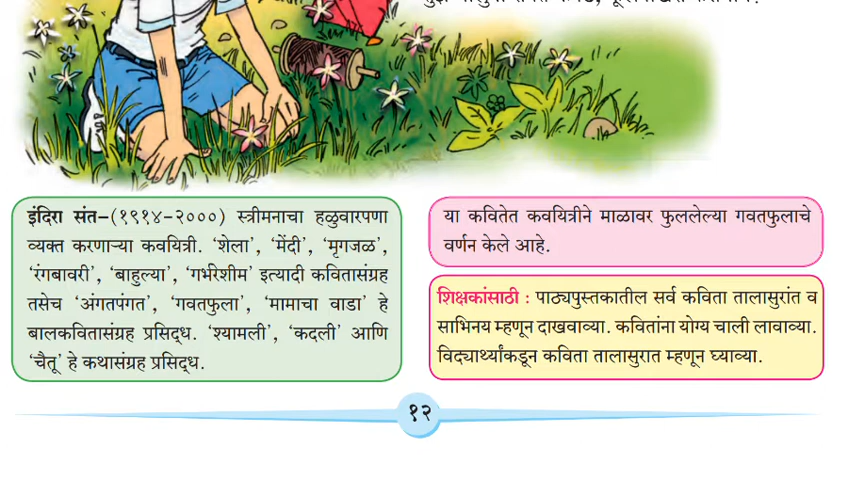 इंदिरा संत–(१९१४-२०००) स्त्रीमनाचा हळुवारपणा
व्यक्त करणाऱ्या कवयित्री. ‘शेला’, ‘मेंदी’, ‘मृगजळ’,
‘रंगबावरी’, ‘बाहुल्या’, ‘गर्भरेशीम’ इत्यादी कवितासंग्रह
तसेच ‘अंगतपंगत’, ‘गवतफुला’, ‘मामाचा वाडा’ हे
बालकवितासंग्रह प्रसिद्ध. ‘श्यामली’, ‘कदली’ आणि
‘चैतू’ हे कथासंग्रह प्रसिद्ध.
या कवितेत कवयित्रीने माळावर फुललेल्या गवतफुलाचे
वर्णन केले आहे.
शिक्षकांसाठी : पाठ्यपुस्तकातील सर्व कविता तालासुरांत व
साभिनय म्हणून दाखवाव्या. कवितांना योग्य चाली लावाव्या.
विद्यार्थ्यांकडून कविता तालासुरात म्हणून घ्याव्या.
१२